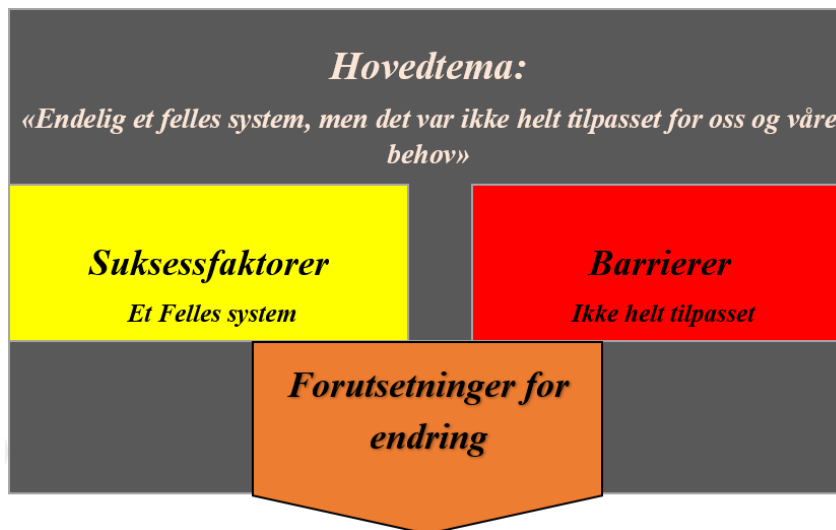 Hovedtema:
«Endelig et felles system, men det var ikke helt tilpasset for oss og våre
behov»
Suksessfaktorer
Et Felles system
Barrierer
Ikke helt tilpasset
Forutsetninger for
endring